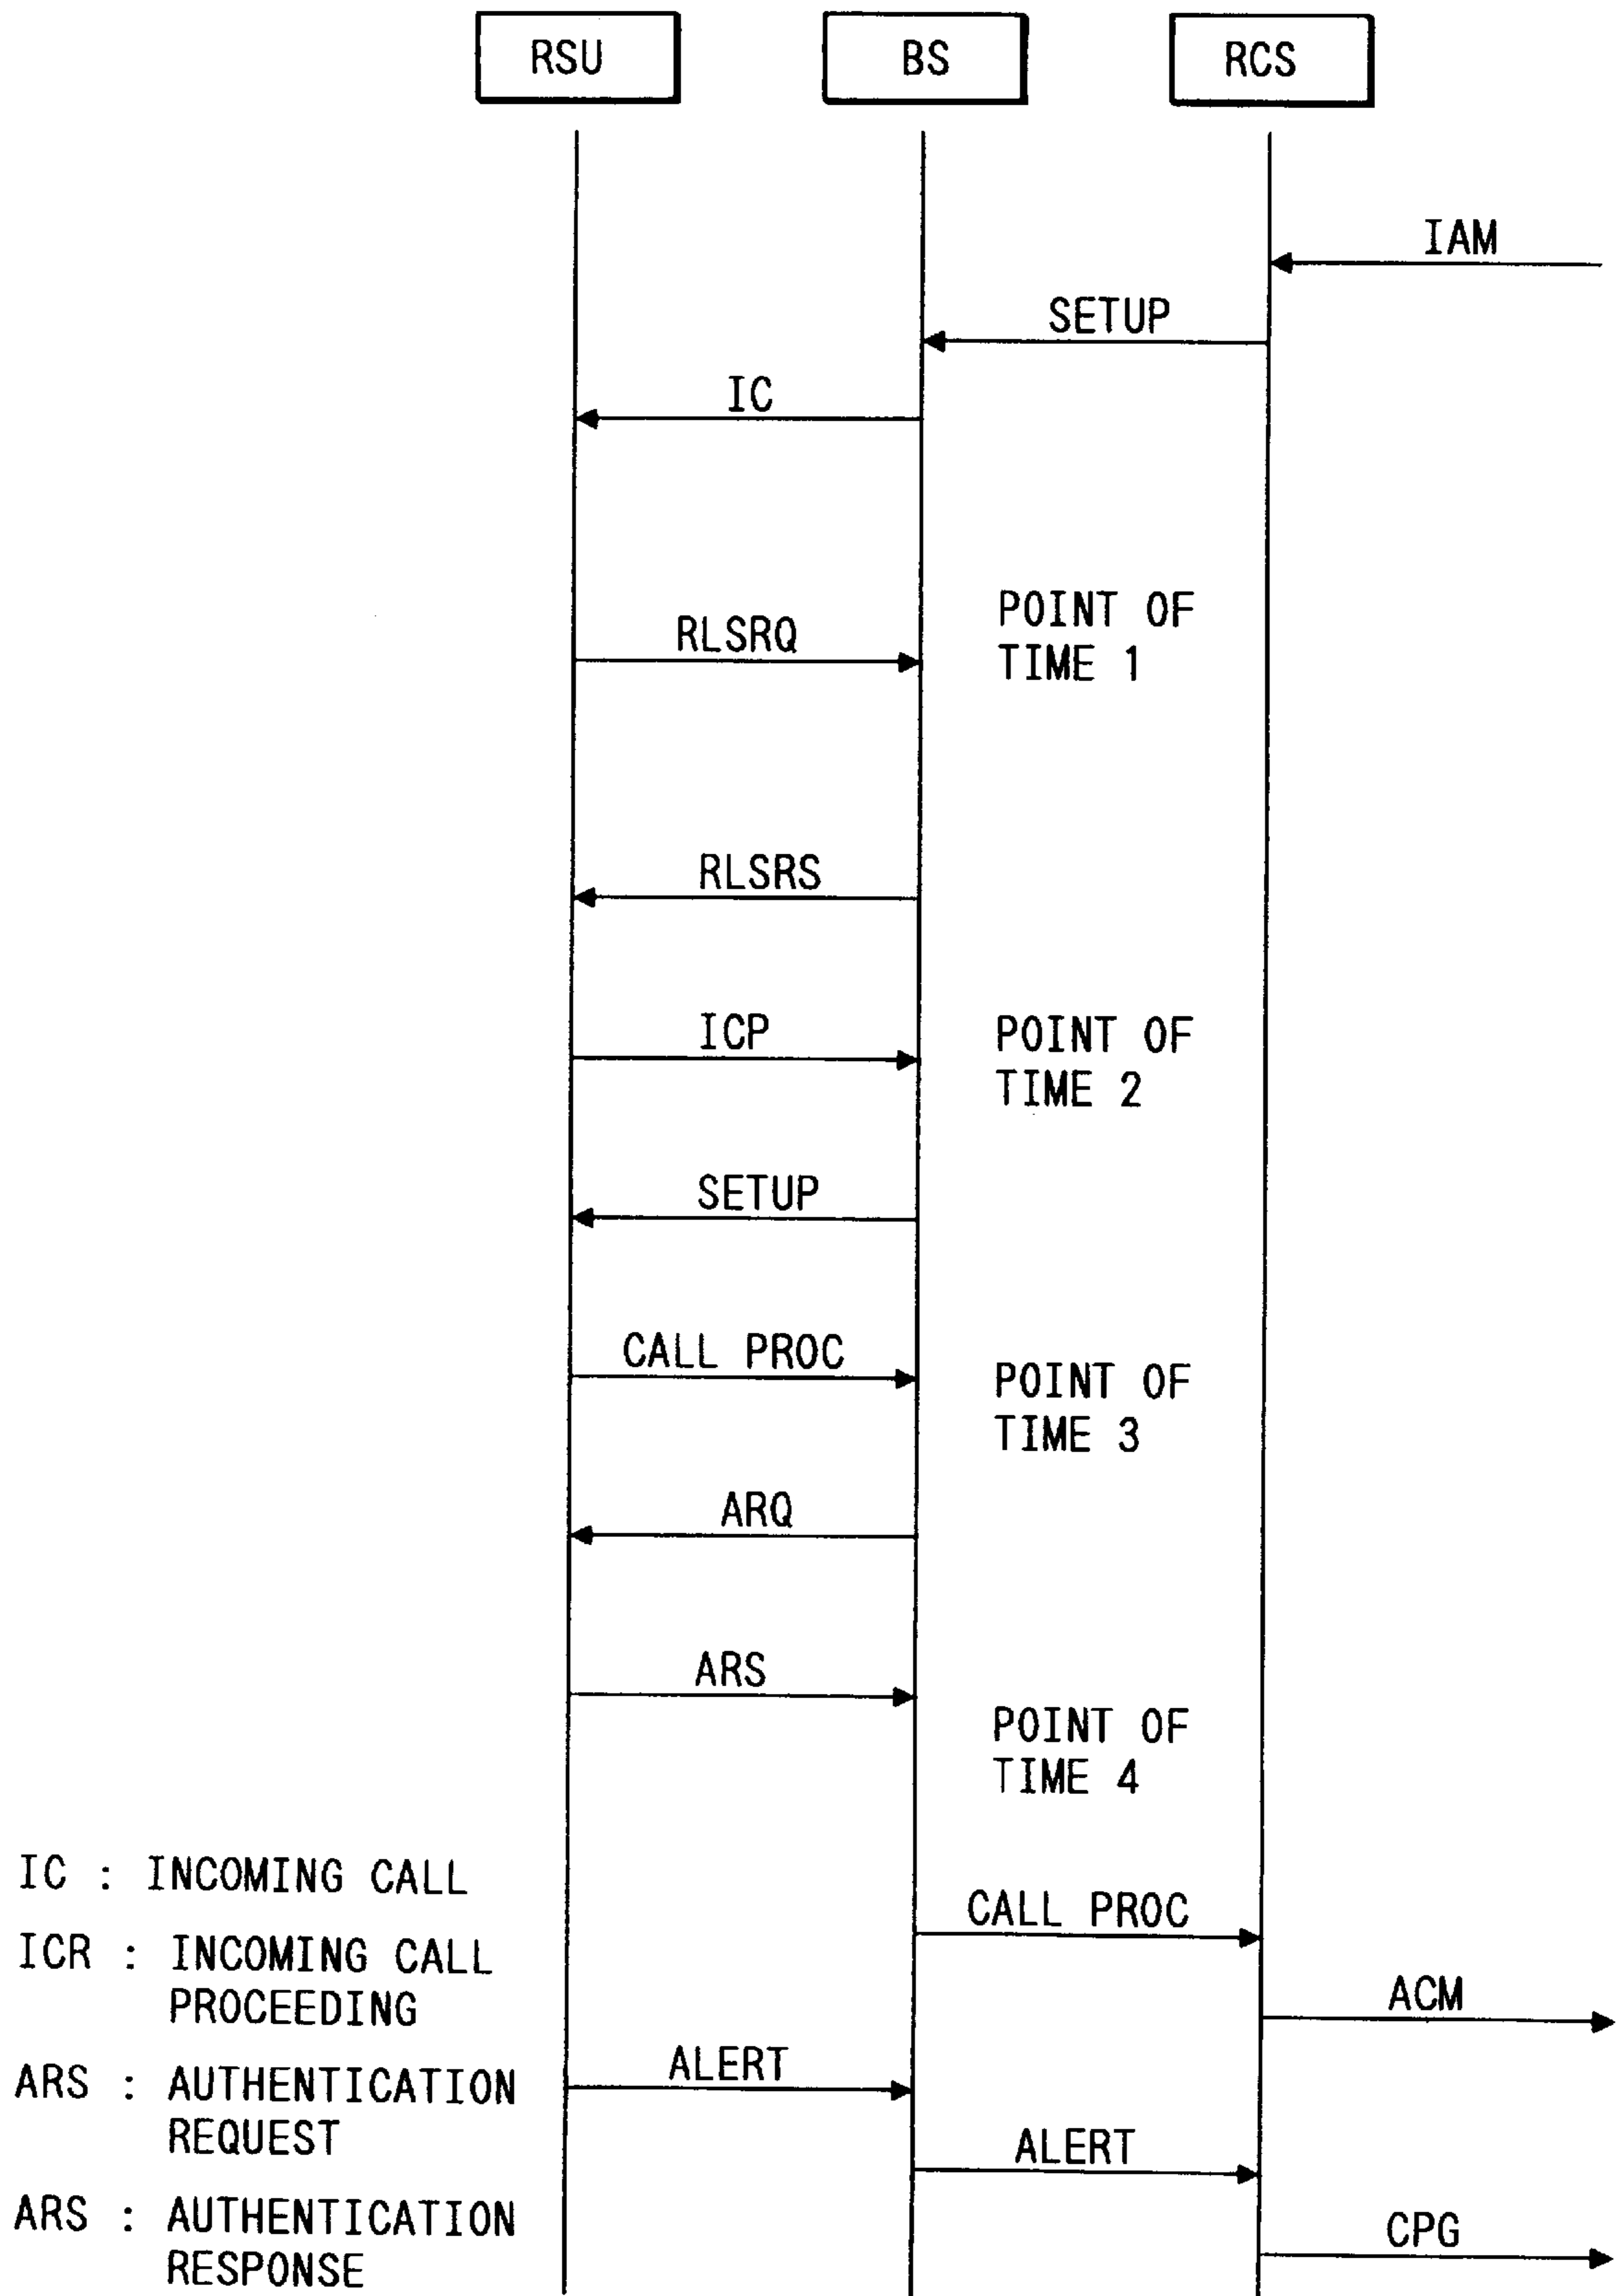 RSU
BS
RCS
IAM
SETUP
IC
POINT OF
TIME 1
RLSRQ
RLSRS
ICP
POINT OF
TIME 2
SETUP
CALL PROC
POINT OF
TIME 3
ARQ
ARS
POINT OF
TIME 4
IC : INCOMING CALL
CALL PROC
ICR : INCOMING CALL
PROCEEDING
ACM
ALERT
ARS : AUTHENTICATION
REQUEST
ALERT
ARS : AUTHENTICATION
RESPONSE
CPG